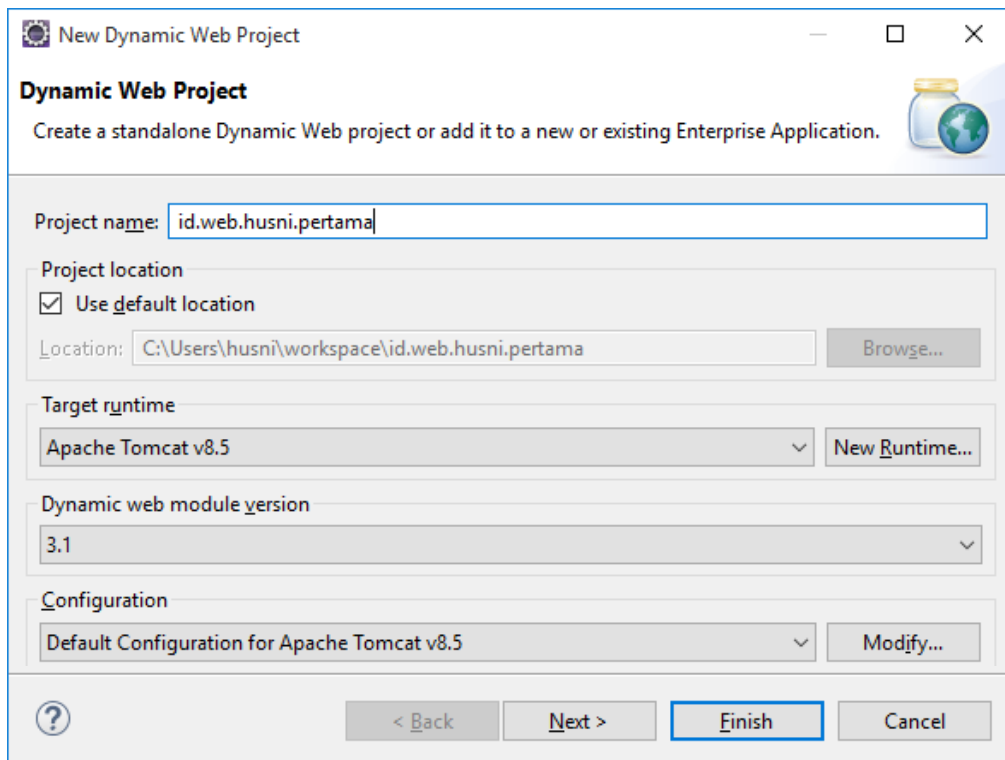 New Dynamic Web Project
Dynamic Web Project
Create a standalone Dynamic Web project or add it to a new or existing Enterprise Application.
Project name: id.web.husni.pertama
Project location
Use default location
Location: C:\Users\husni\workspace\id.web.husni.pertama Browse...
Target runtime
Apache Tomcat v8.5 New Runtime...
Dynamic web module version
3.1
Configuration
Default Configuration for Apache Tomcat v8.5 Modify...
? < Back Next > Finish Cancel